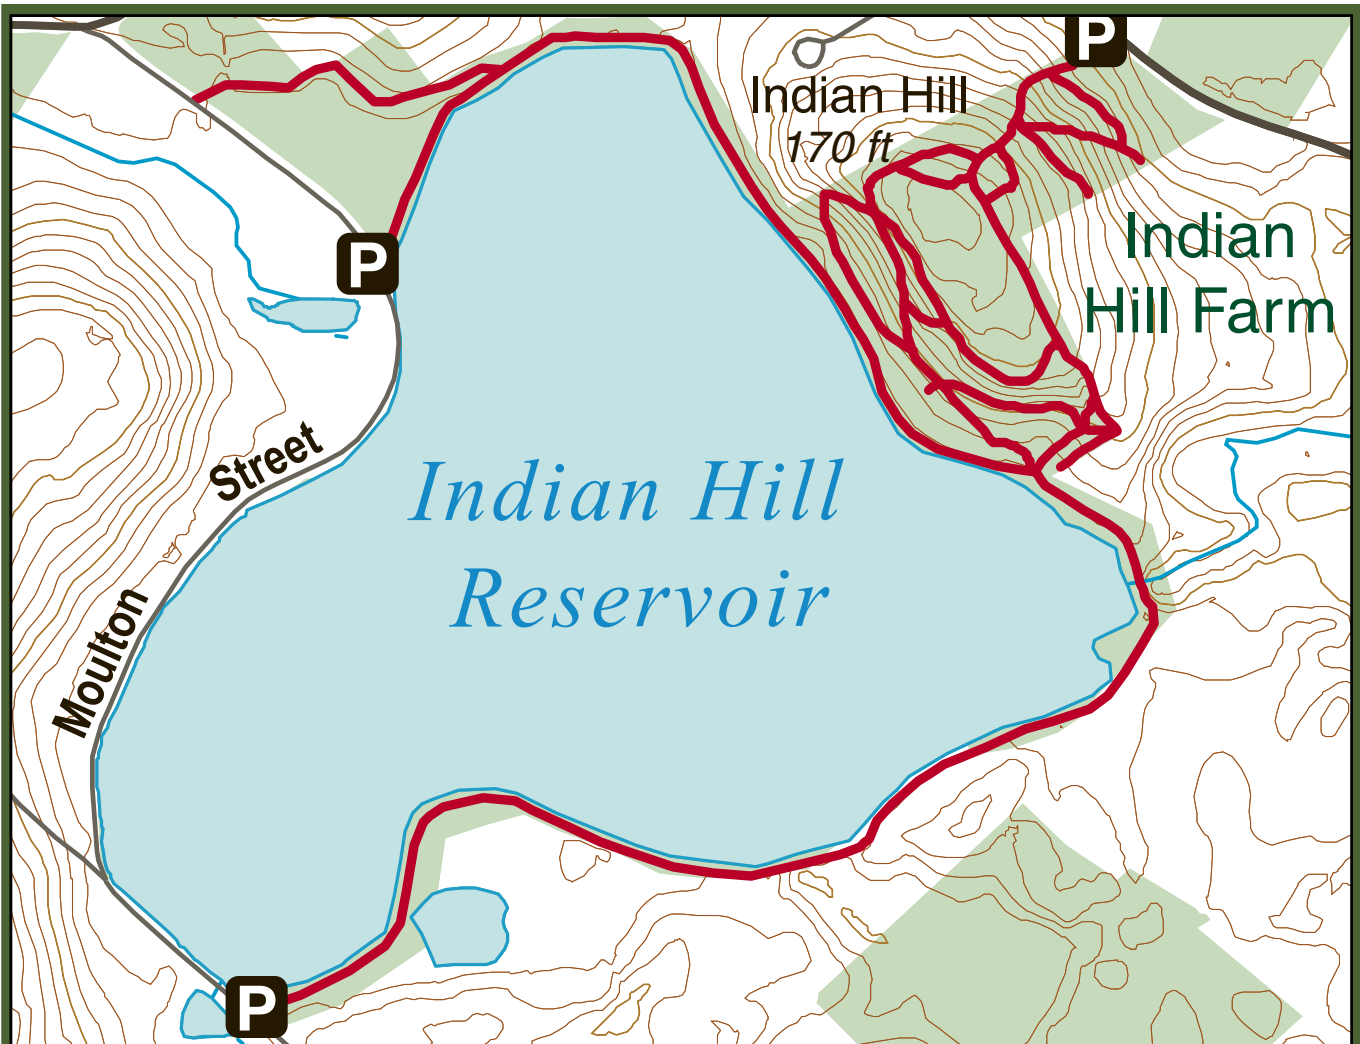 P
Indian Hill
170 ft
Indian
Hill Farm
P
Street
Moulton
Indian Hill
Reservoir
P